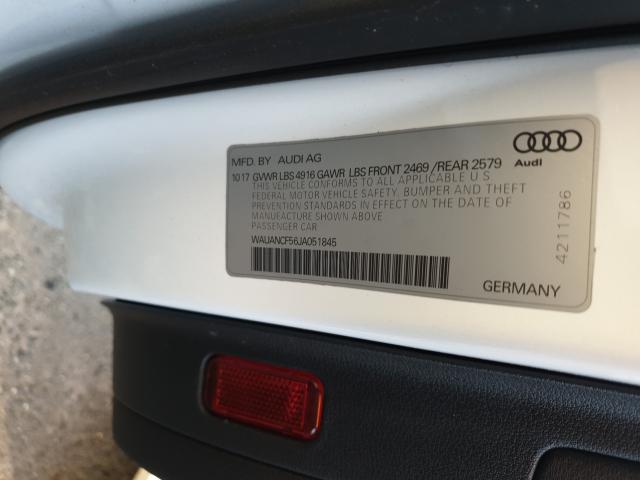 MFD. BY AUDI AG
1017 GVWR LBS 4916 GAWR LBS FRONT 2469 /REAR 2579
THIS VEHICLE CONFORMS TO ALL APPLICABLE U S
FEDERAL MOTOR VEHICLE SAFETY, BUMPER AND THEFT
PREVENTION STANDARDS IN EFFECT ON THE DATE OF
MANUFACTURE SHOWN ABOVE
PASSENGER CAR
WAUANCF56JA051845
GERMANY
Audi
4211786